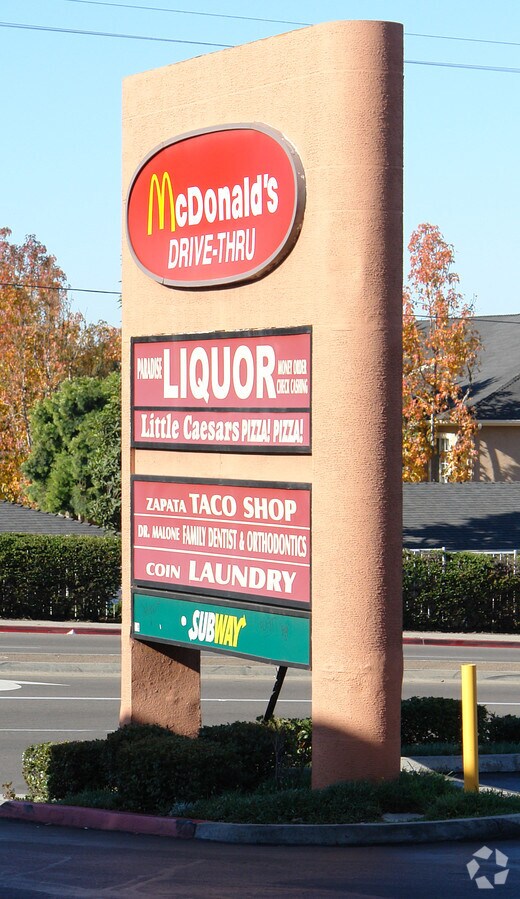 McDonald's
DRIVE-THRU
PARADISE LIQUOR MONEY ORDER CHECK CASHING
Little Caesars PIZZA! PIZZA!
ZAPATA TACO SHOP
DR. MALONE FAMILY DENTIST & ORTHODONTICS
COIN LAUNDRY
SUBWAY